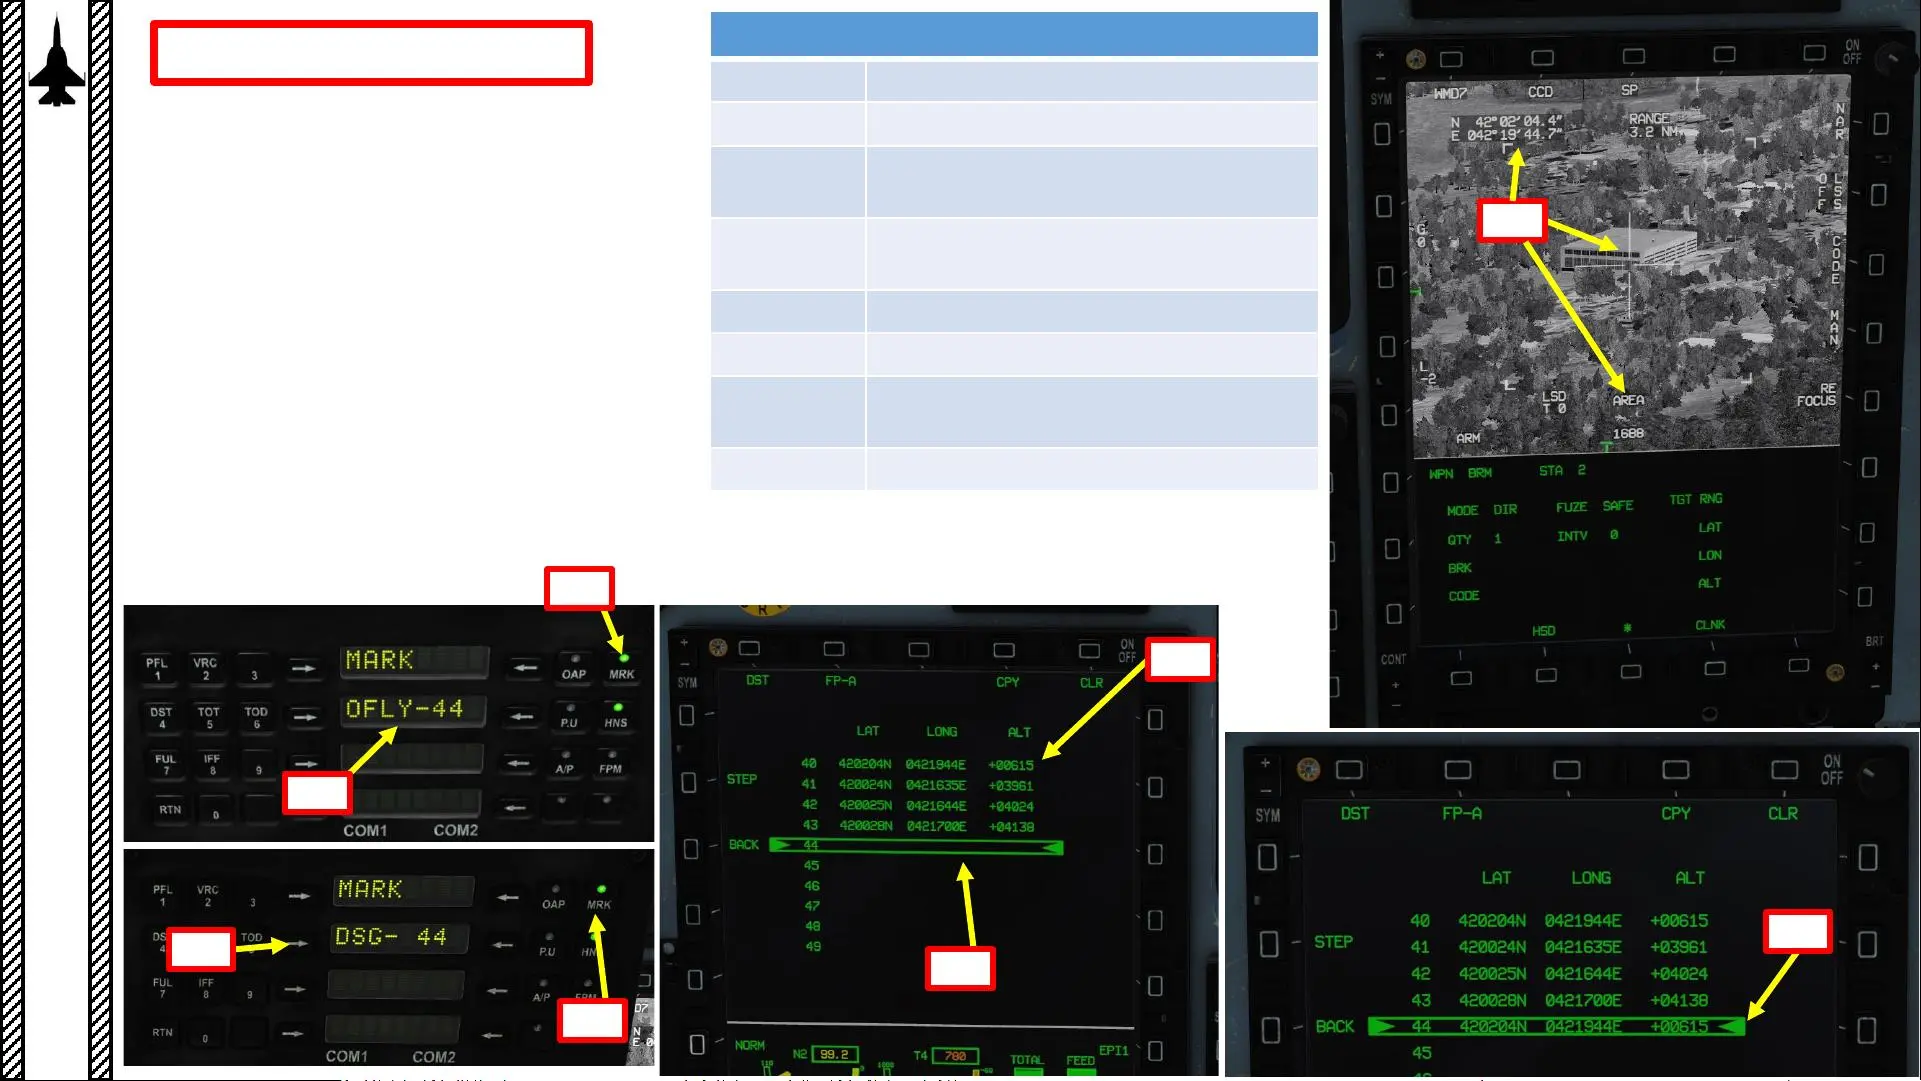 WMD7 CCD SP
ON
OFF
SYM
N 42°02'04.4"
E 042°19'44.7"
RANGE
3.2 NM
NAR
LSS OFF
CODE
G
0
MAN
L
-2
LSD
T 0
AREA
RE
FOCUS
ARM
1688
WPN BRM STA 2
MODE DIR FUZE SAFE TGT RNG
QTY 1 INTV 0 LAT
BRK LON
CODE ALT
HSD * CLNK
CONT
BRT
MARK
OFLY-44
PFL 1
VRC 2
3
OAP
MRK
DST 4
TOT 5
TOD 6
P.U
HNS
FUL 7
IFF 8
9
A/P
FPM
RTN
0
COM1 COM2
MARK
DSG- 44
PFL 1
VRC 2
3
OAP
MRK
TOD
P.U
FUL 7
IFF 8
9
A/P
RTN
0
COM1 COM2
ON
OFF
SYM
DST FP-A CPY CLR
LAT LONG ALT
40 420204N 0421944E +00615
STEP
41 420024N 0421635E +03961
42 420025N 0421644E +04024
43 420028N 0421700E +04138
BACK 44
45
46
47
48
49
NORM
N2 99.2 T4 780 TOTAL FEED EPI1
ON
OFF
SYM
DST FP-A CPY CLR
LAT LONG ALT
40 420204N 0421944E +00615
STEP
41 420024N 0421635E +03961
42 420025N 0421644E +04024
43 420028N 0421700E +04138
BACK 44 420204N 0421944E +00615
45